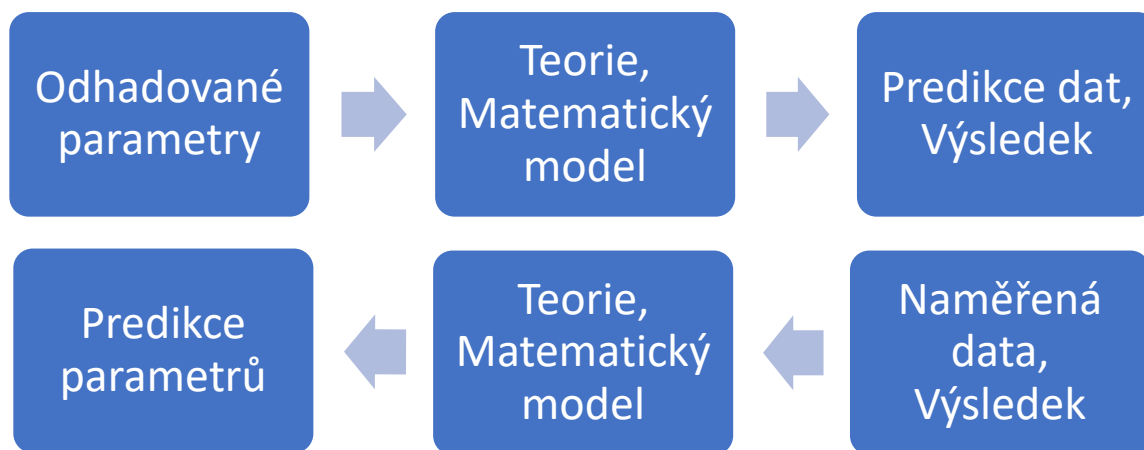 Odhadované
parametry
Teorie,
Matematický
model
Predikce dat,
Výsledek
Predikce
parametrů
Teorie,
Matematický
model
Naměřená
data,
Výsledek